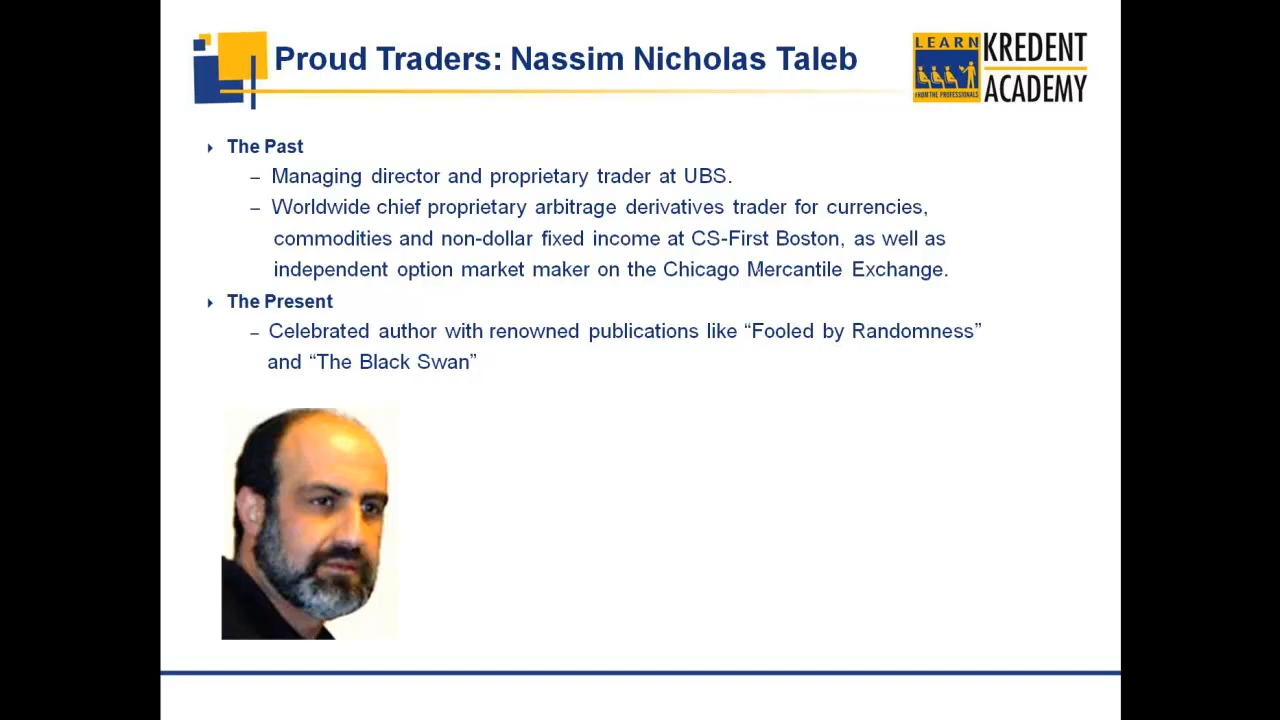 Proud Traders: Nassim Nicholas Taleb
LEARN
FROM THE PROFESSIONALS
KREDENT
ACADEMY
The Past
– Managing director and proprietary trader at UBS.
– Worldwide chief proprietary arbitrage derivatives trader for currencies,
commodities and non-dollar fixed income at CS-First Boston, as well as
independent option market maker on the Chicago Mercantile Exchange.
The Present
– Celebrated author with renowned publications like “Fooled by Randomness”
and “The Black Swan”